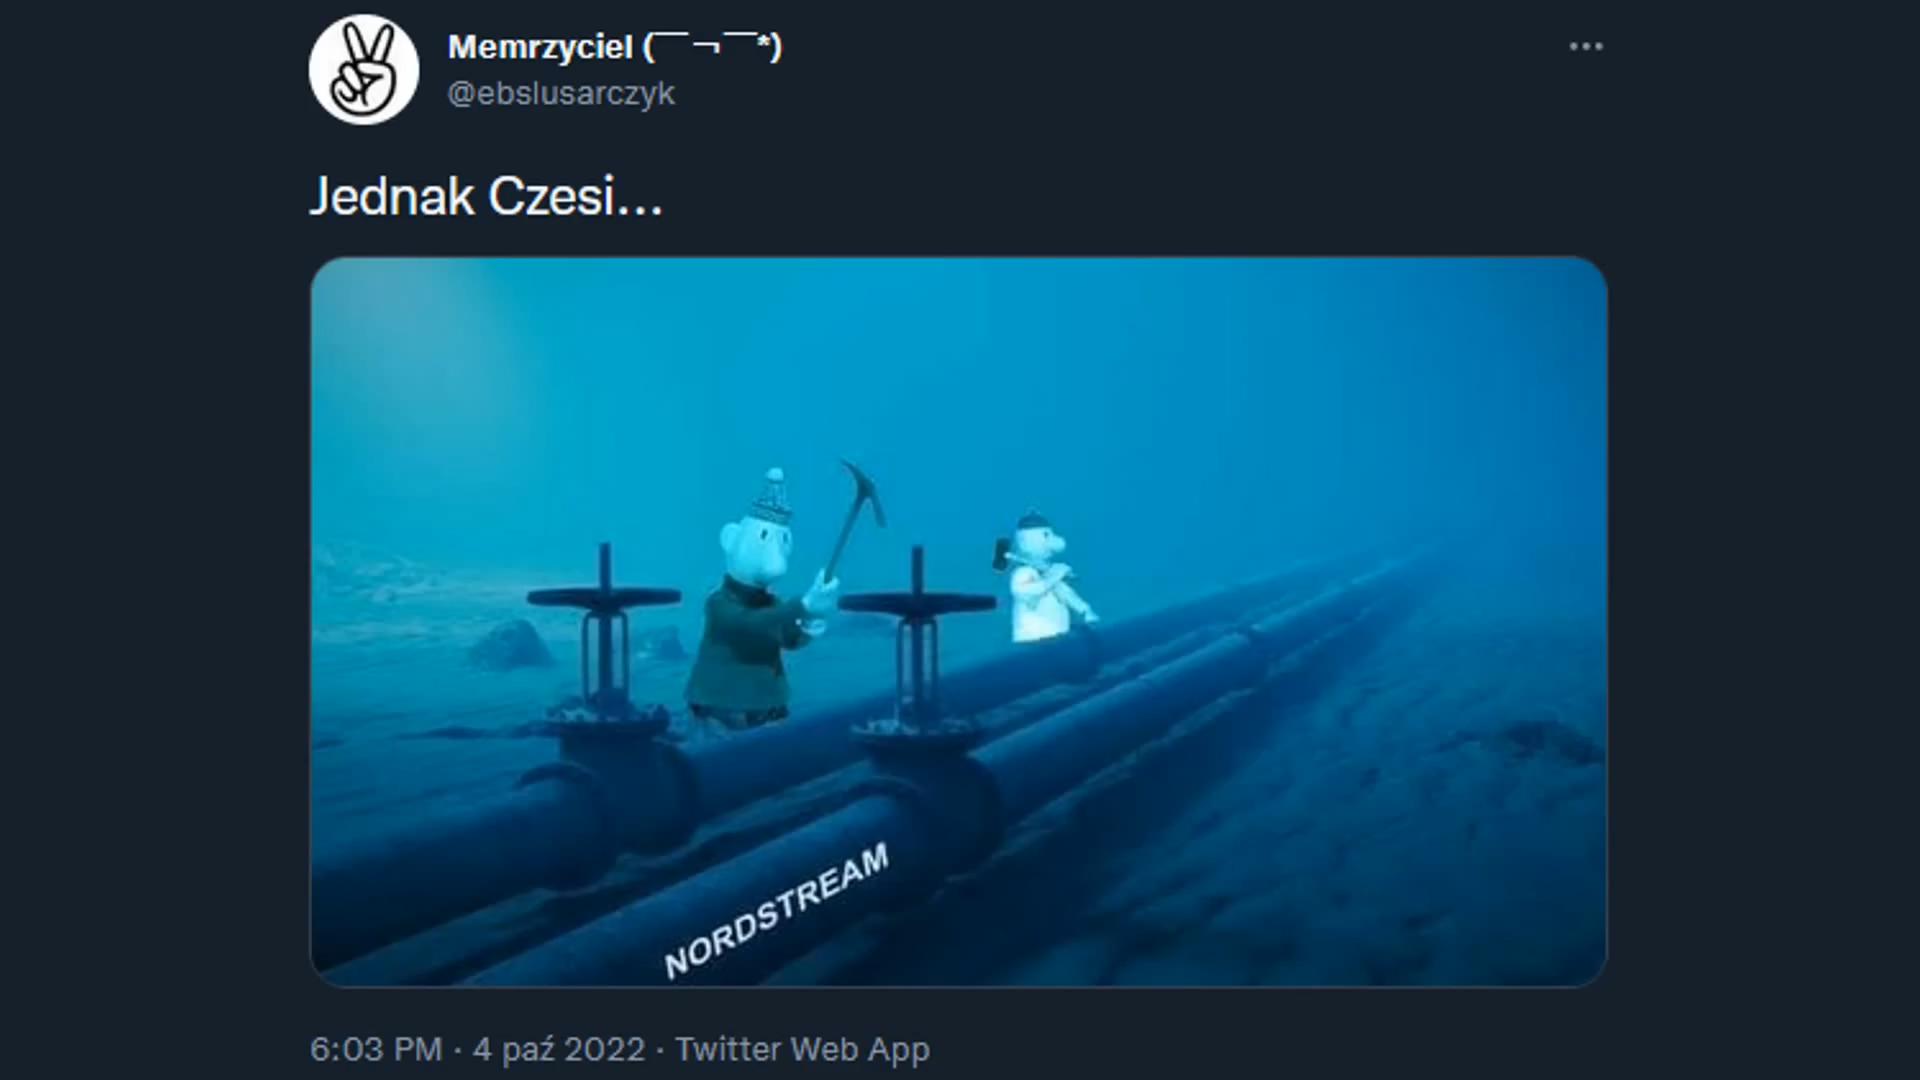 Memrzyciel (￣￢￣*)
@ebslusarczyk
Jednak Czesi...
NORDSTREAM
6:03 PM · 4 paź 2022 · Twitter Web App